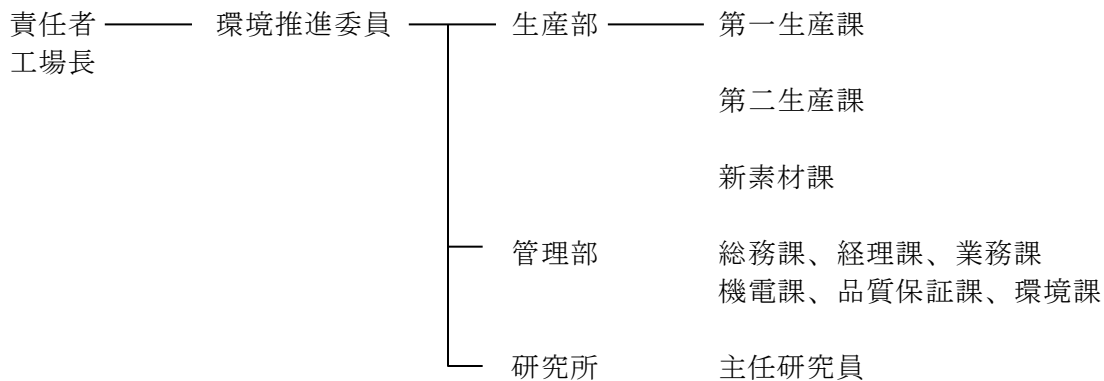 責任者 環境推進委員 生産部 第一生産課
工場長
第二生産課
新素材課
管理部 総務課、経理課、業務課
機電課、品質保証課、環境課
研究所 主任研究員